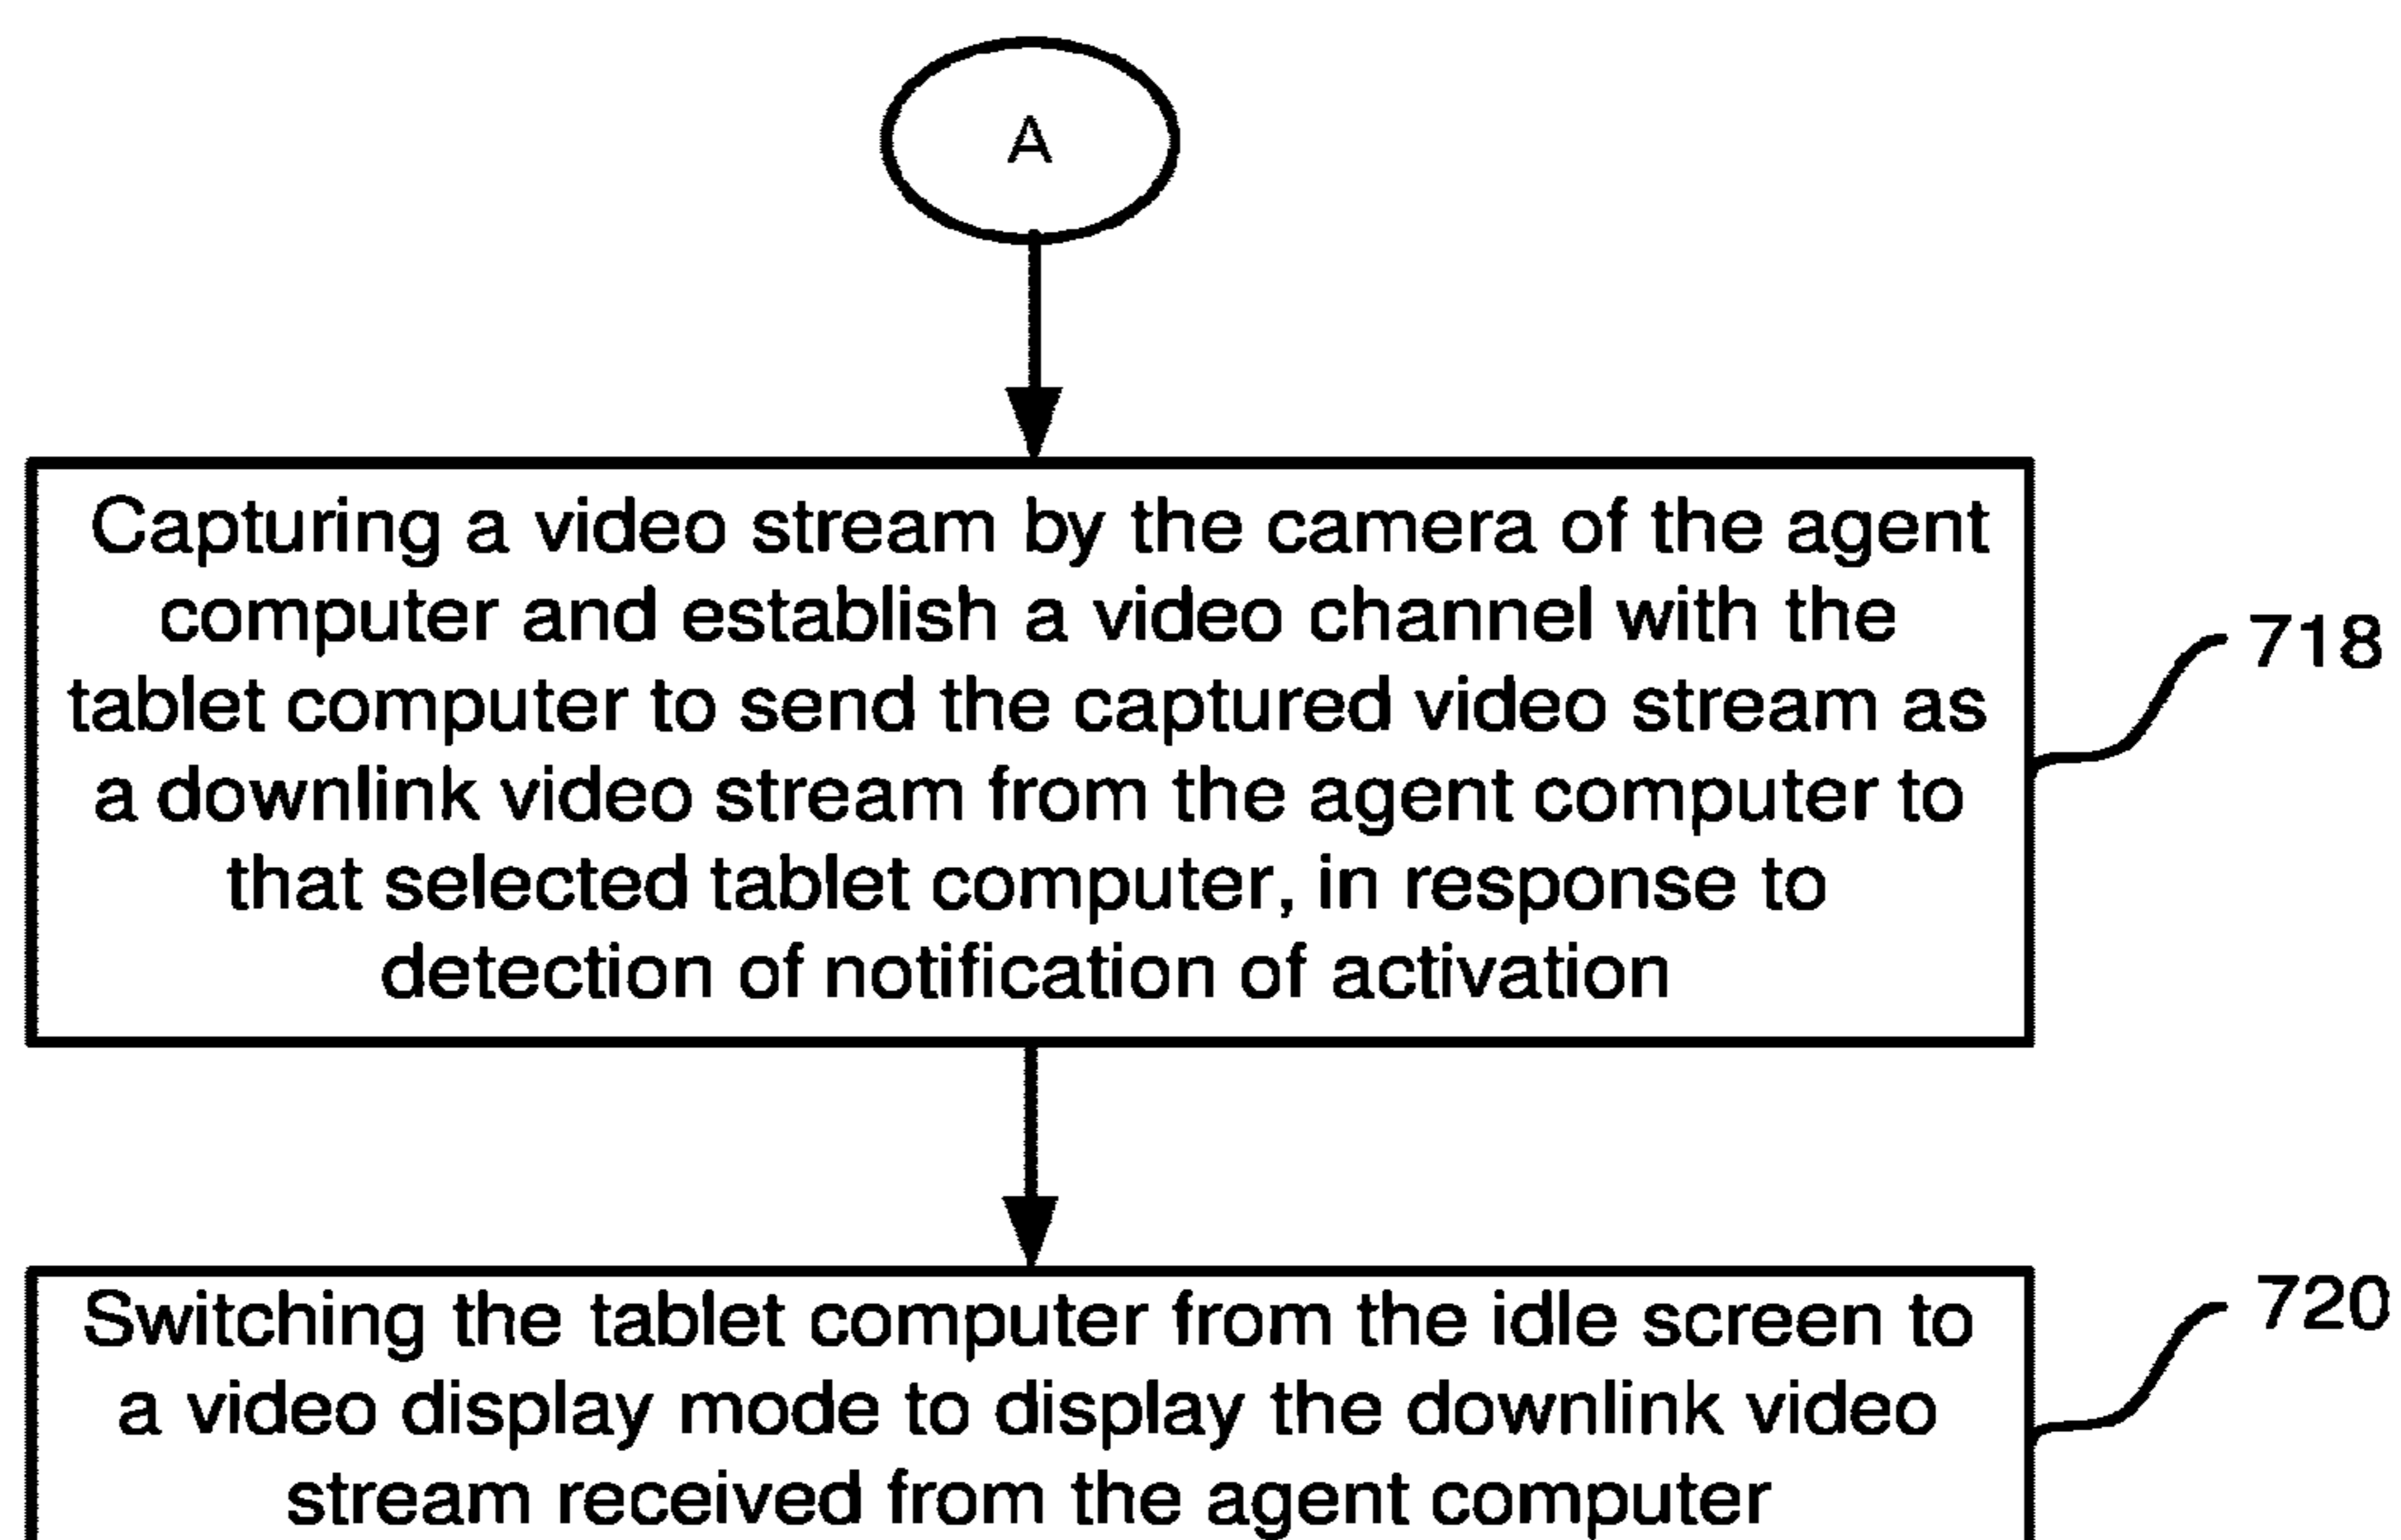 A
Capturing a video stream by the camera of the agent
computer and establish a video channel with the
tablet computer to send the captured video stream as
a downlink video stream from the agent computer to
that selected tablet computer, in response to
detection of notification of activation
718
Switching the tablet computer from the idle screen to
a video display mode to display the downlink video
stream received from the agent computer
720